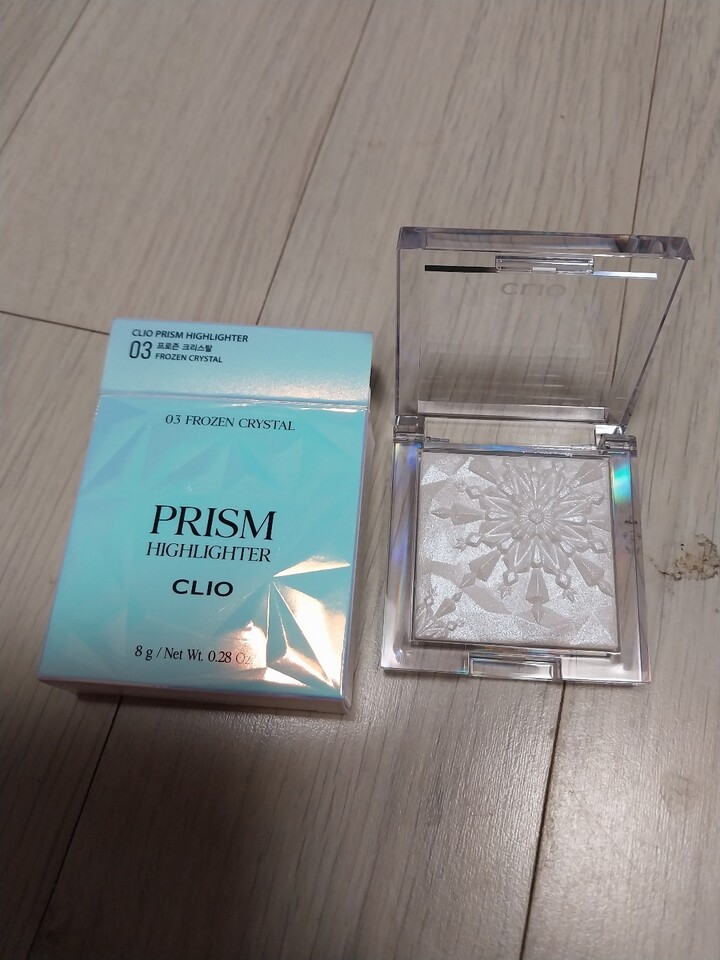 CLIO PRISM HIGHLIGHTER
03 프로즌 크리스탈
FROZEN CRYSTAL
03 FROZEN CRYSTAL
PRISM
HIGHLIGHTER
CLIO
8 g / Net Wt. 0.28 Oz
CLIO